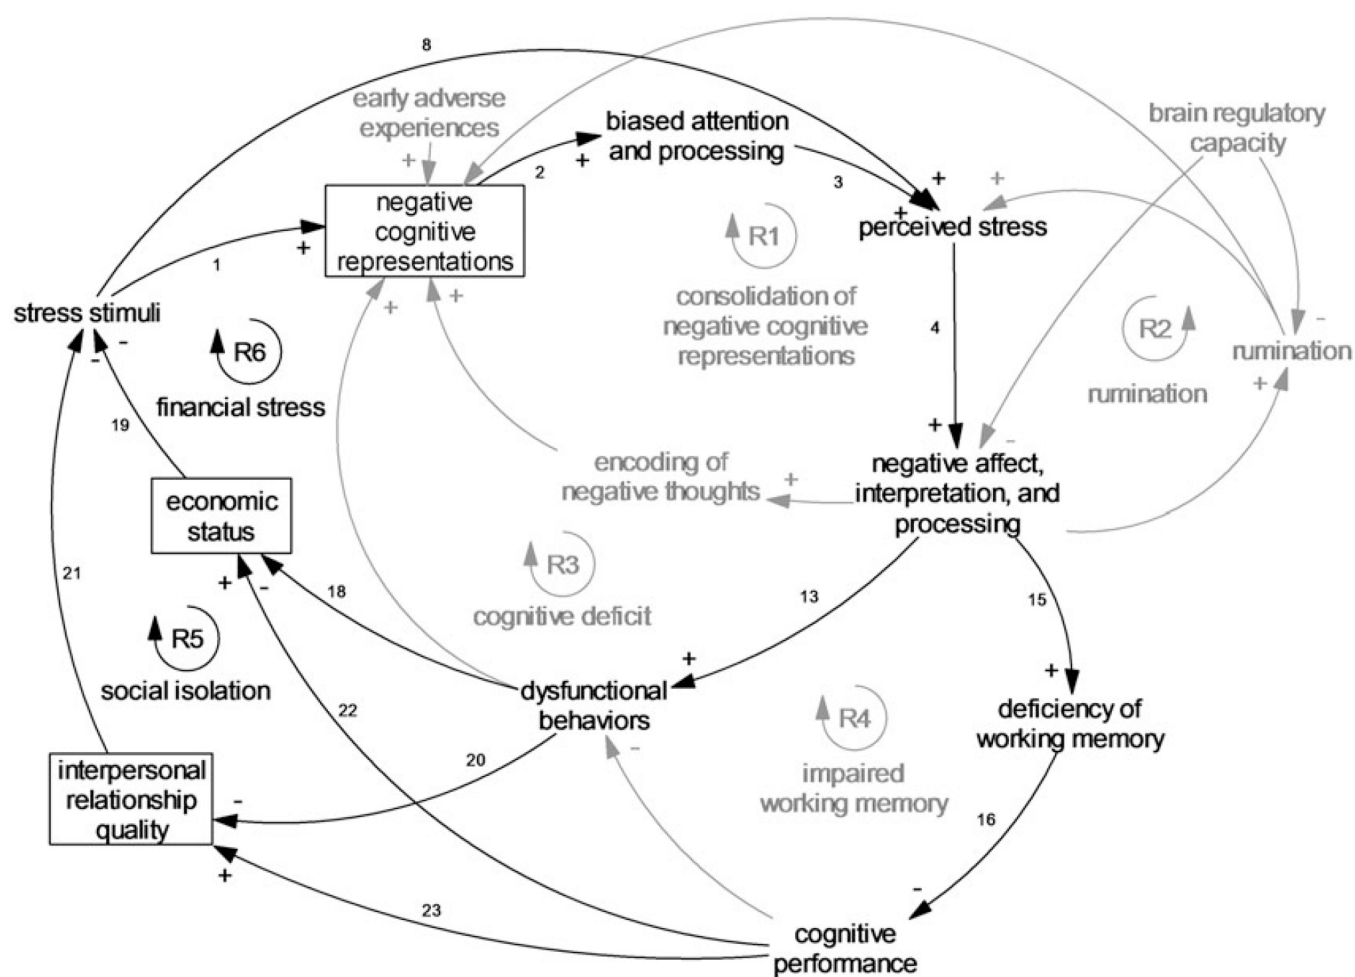 8
early adverse
experiences
+
biased attention
and processing
brain regulatory
capacity
2
+
3
+
+
+
negative
cognitive
representations
perceived stress
R1
1
+
stress stimuli
+
+
consolidation of
negative cognitive
representations
4
R2
-
rumination
-
-
R6
financial stress
rumination
+
19
+
-
encoding of
negative thoughts
+
negative affect,
interpretation, and
processing
economic
status
21
+
-
18
R3
cognitive deficit
13
15
R5
social isolation
+
+
22
dysfunctional
behaviors
R4
deficiency of
working memory
-
20
impaired
working memory
interpersonal
relationship
quality
-
16
+
23
-
cognitive
performance